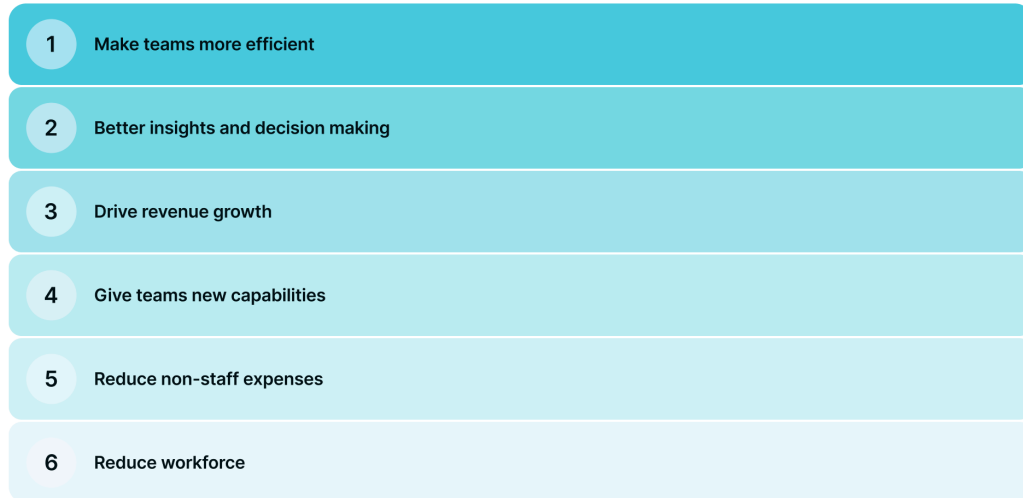 1 Make teams more efficient
2 Better insights and decision making
3 Drive revenue growth
4 Give teams new capabilities
5 Reduce non-staff expenses
6 Reduce workforce